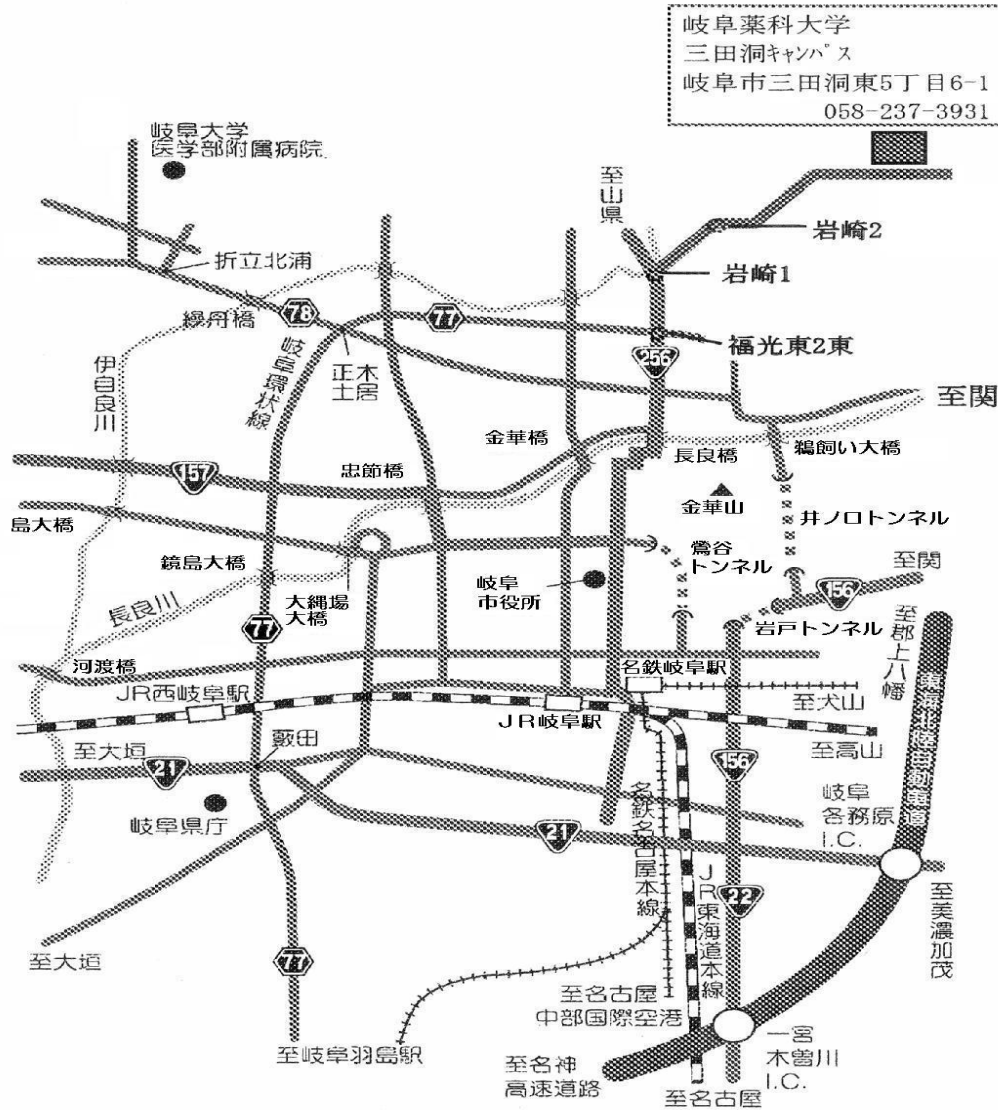 岐阜薬科大学
三田洞キャンパス
岐阜市三田洞東5丁目6-1
058-237-3931
岐阜大学
医学部附属病院
至山県
岩崎2
岩崎1
折立北浦
繰舟橋
78
77
福光東2東
256
伊自良川
岐阜環状線
正木
土居
至関
金華橋
長良橋
鵜飼い大橋
157
忠節橋
金華山
井ノロトンネル
島大橋
鏡島大橋
鶯谷
トンネル
岐阜
市役所
至関
156
長良川
大縄場
大橋
77
岩戸トンネル
至郡上八幡
河渡橋
名鉄岐阜駅
JR西岐阜駅
至犬山
JR岐阜駅
東海北陸自動車道
至大垣
藪田
至高山
21
156
岐阜県庁
岐阜
各務原
I.C.
21
名鉄名古屋本線
JR東海道本線
22
至美濃加茂
至大垣
77
至名古屋
中部国際空港
至岐阜羽島駅
至名神
高速道路
一宮
木曽川
I.C.
至名古屋